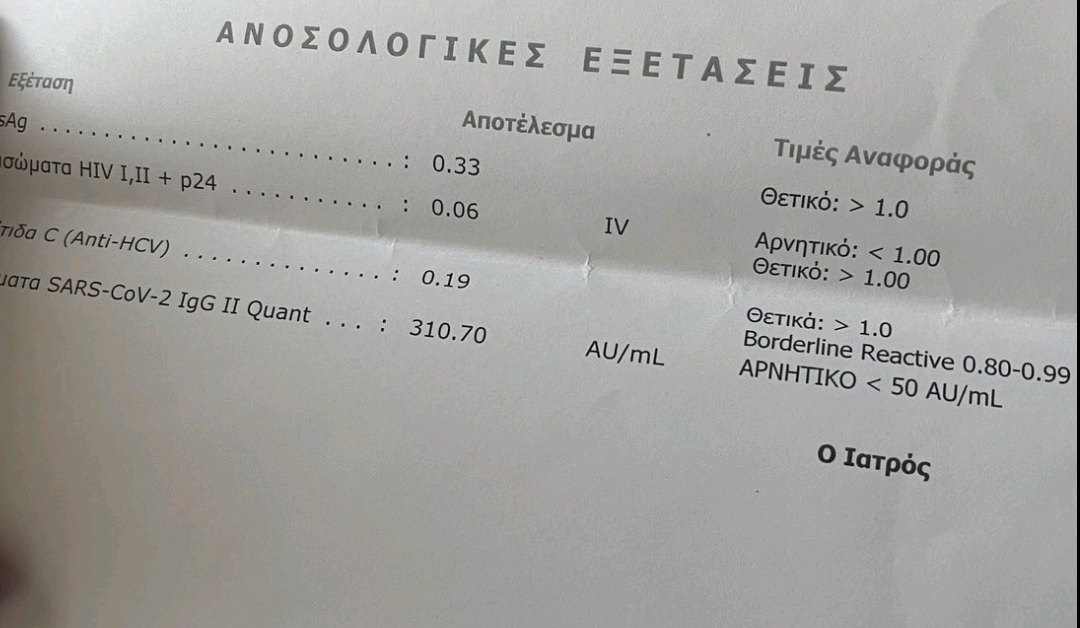 ΑΝΟΣΟΛΟΓΙΚΕΣ ΕΞΕΤΑΣΕΙΣ
Εξέταση Αποτέλεσμα Τιμές Αναφοράς
sAg .............................. : 0.33 Θετικό: > 1.0
σώματα HIV I,II + p24 ........... : 0.06 IV Αρνητικό: < 1.00
Θετικό: > 1.00
τιδα C (Anti-HCV) ............... : 0.19 Θετικά: > 1.0
Borderline Reactive 0.80-0.99
ματα SARS-CoV-2 IgG II Quant ... : 310.70 AU/mL ΑΡΝΗΤΙΚΟ < 50 AU/mL
Ο Ιατρός